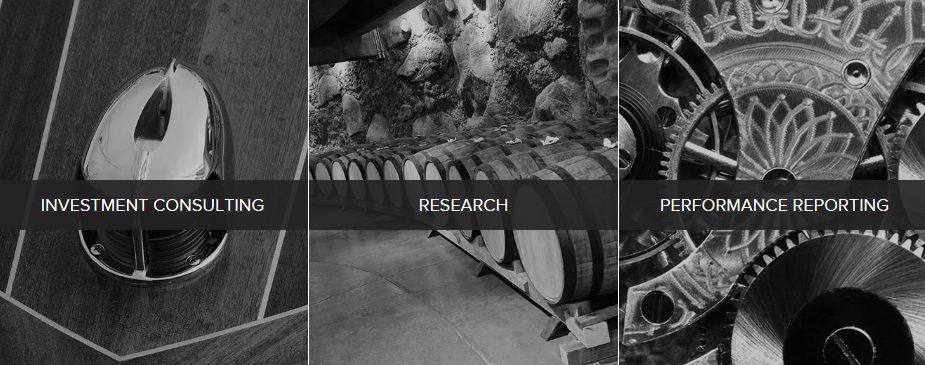 INVESTMENT CONSULTING
RESEARCH
PERFORMANCE REPORTING